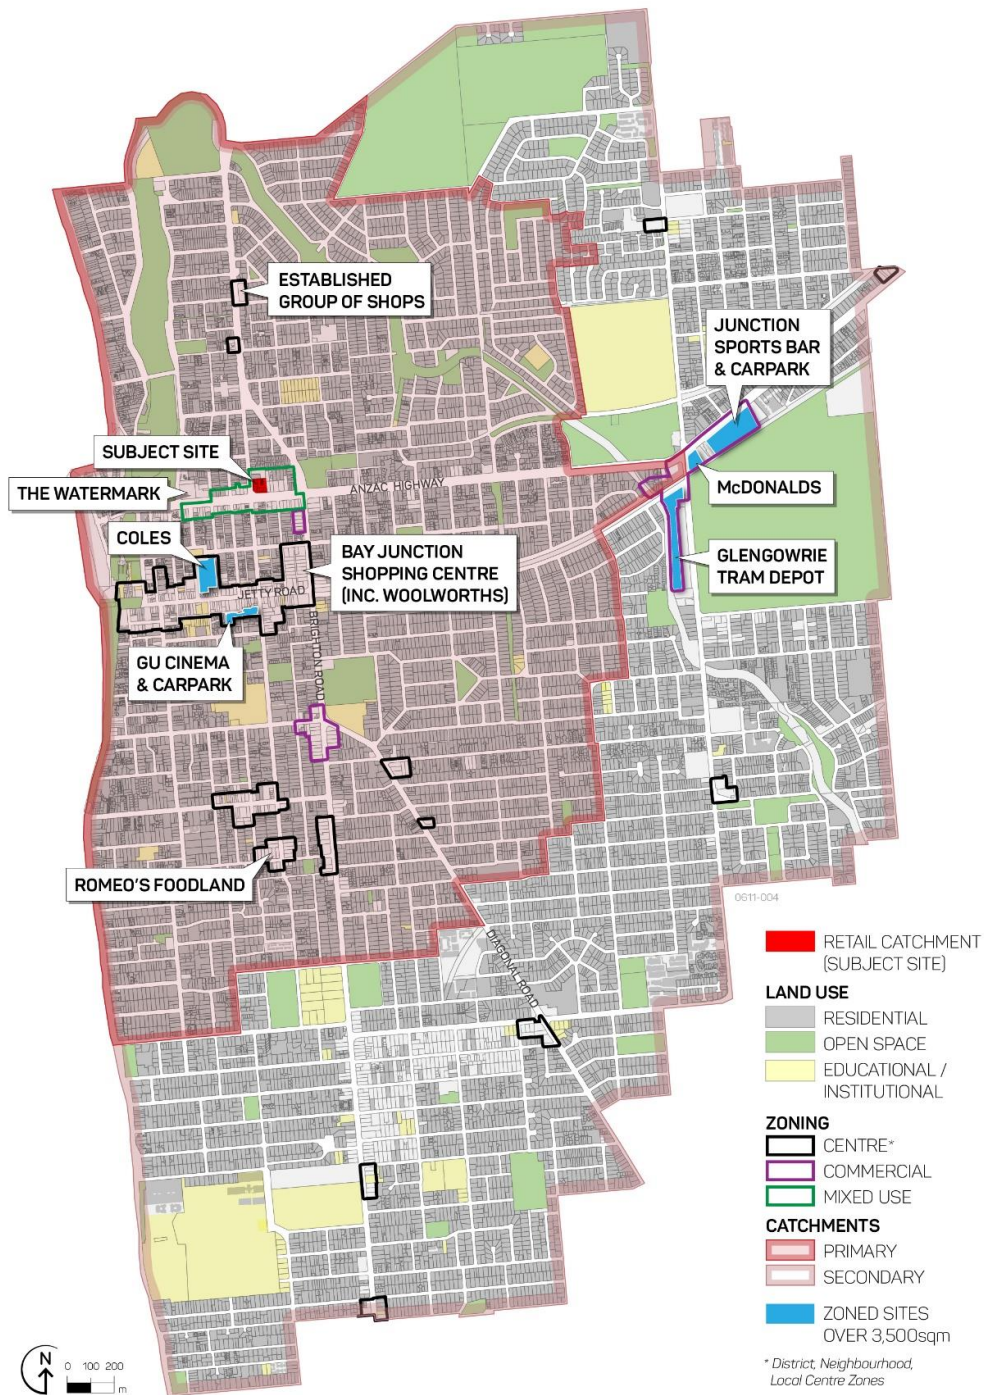 ESTABLISHED
GROUP OF SHOPS
JUNCTION
SPORTS BAR
& CARPARK
SUBJECT SITE
THE WATERMARK
ANZAC HIGHWAY
McDONALDS
COLES
BAY JUNCTION
SHOPPING CENTRE
(INC. WOOLWORTHS)
GLENGOWRIE
TRAM DEPOT
JETTY ROAD
BRIGHTON ROAD
GU CINEMA
& CARPARK
ROMEO'S FOODLAND
DIAGONAL ROAD
0611-004
RETAIL CATCHMENT
(SUBJECT SITE)
LAND USE
RESIDENTIAL
OPEN SPACE
EDUCATIONAL /
INSTITUTIONAL
ZONING
CENTRE*
COMMERCIAL
MIXED USE
CATCHMENTS
PRIMARY
SECONDARY
ZONED SITES
OVER 3,500sqm
* District, Neighbourhood,
Local Centre Zones
N
0 100 200
m